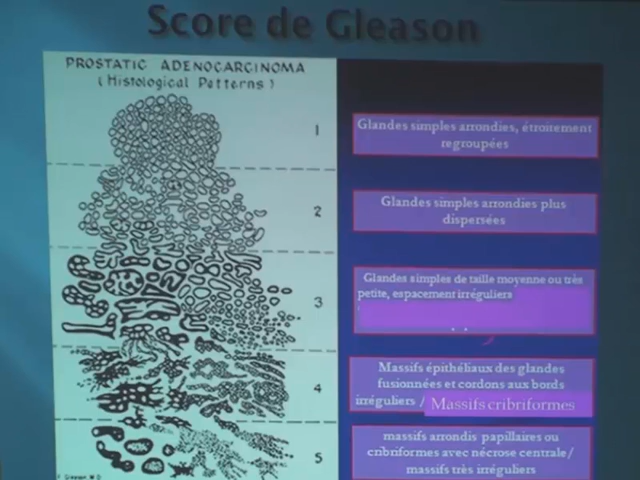 Score de Gleason
PROSTATIC ADENOCARCINOMA
(Histological Patterns)
1
Glandes simples arrondies, étroitement
regroupées
2
Glandes simples arrondies plus
dispersées
3
Glandes simples de taille moyenne ou très
petite, espacement irréguliers
4
Massifs épithéliaux des glandes
fusionnées et cordons aux bords
irréguliers / Massifs cribriformes
5
massifs arrondis papillaires ou
cribriformes avec nécrose centrale/
massifs très irréguliers